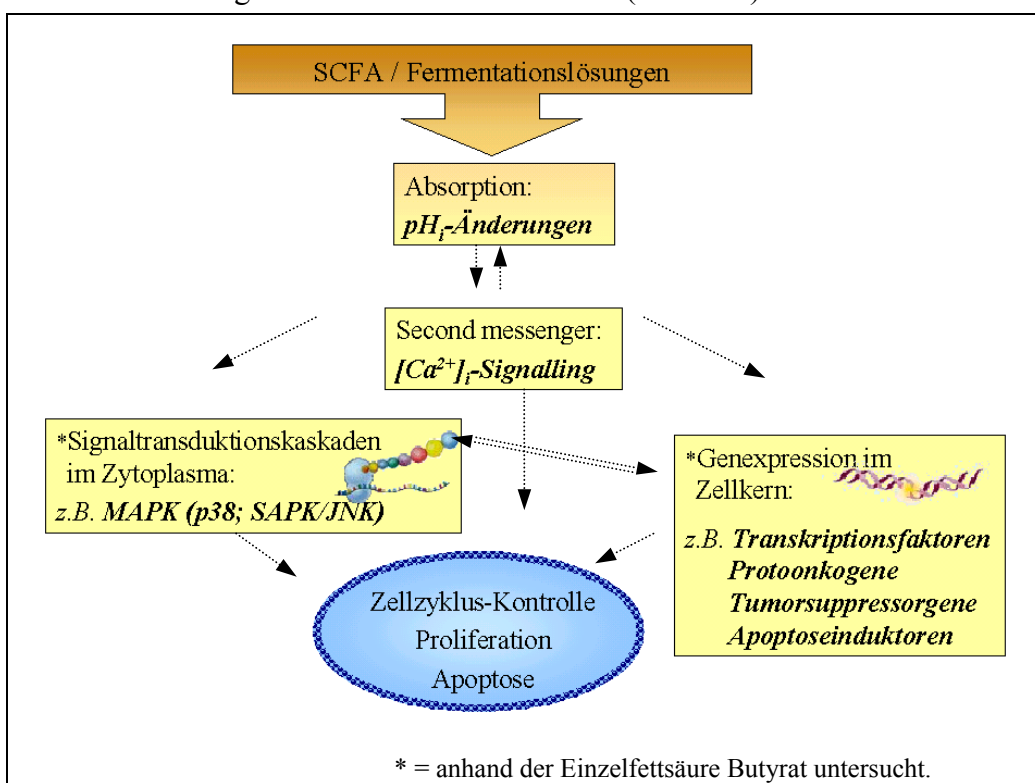 SCFA / Fermentationslösungen
Absorption:
pHi-Änderungen
Second messenger:
[Ca2+]i-Signalling
*Signaltransduktionskaskaden
im Zytoplasma:
z.B. MAPK (p38; SAPK/JNK)
*Genexpression im
Zellkern:
z.B. Transkriptionsfaktoren
Protoonkogene
Tumorsuppressorgene
Apoptoseinduktoren
Zellzyklus-Kontrolle
Proliferation
Apoptose
* = anhand der Einzelfettsäure Butyrat untersucht.